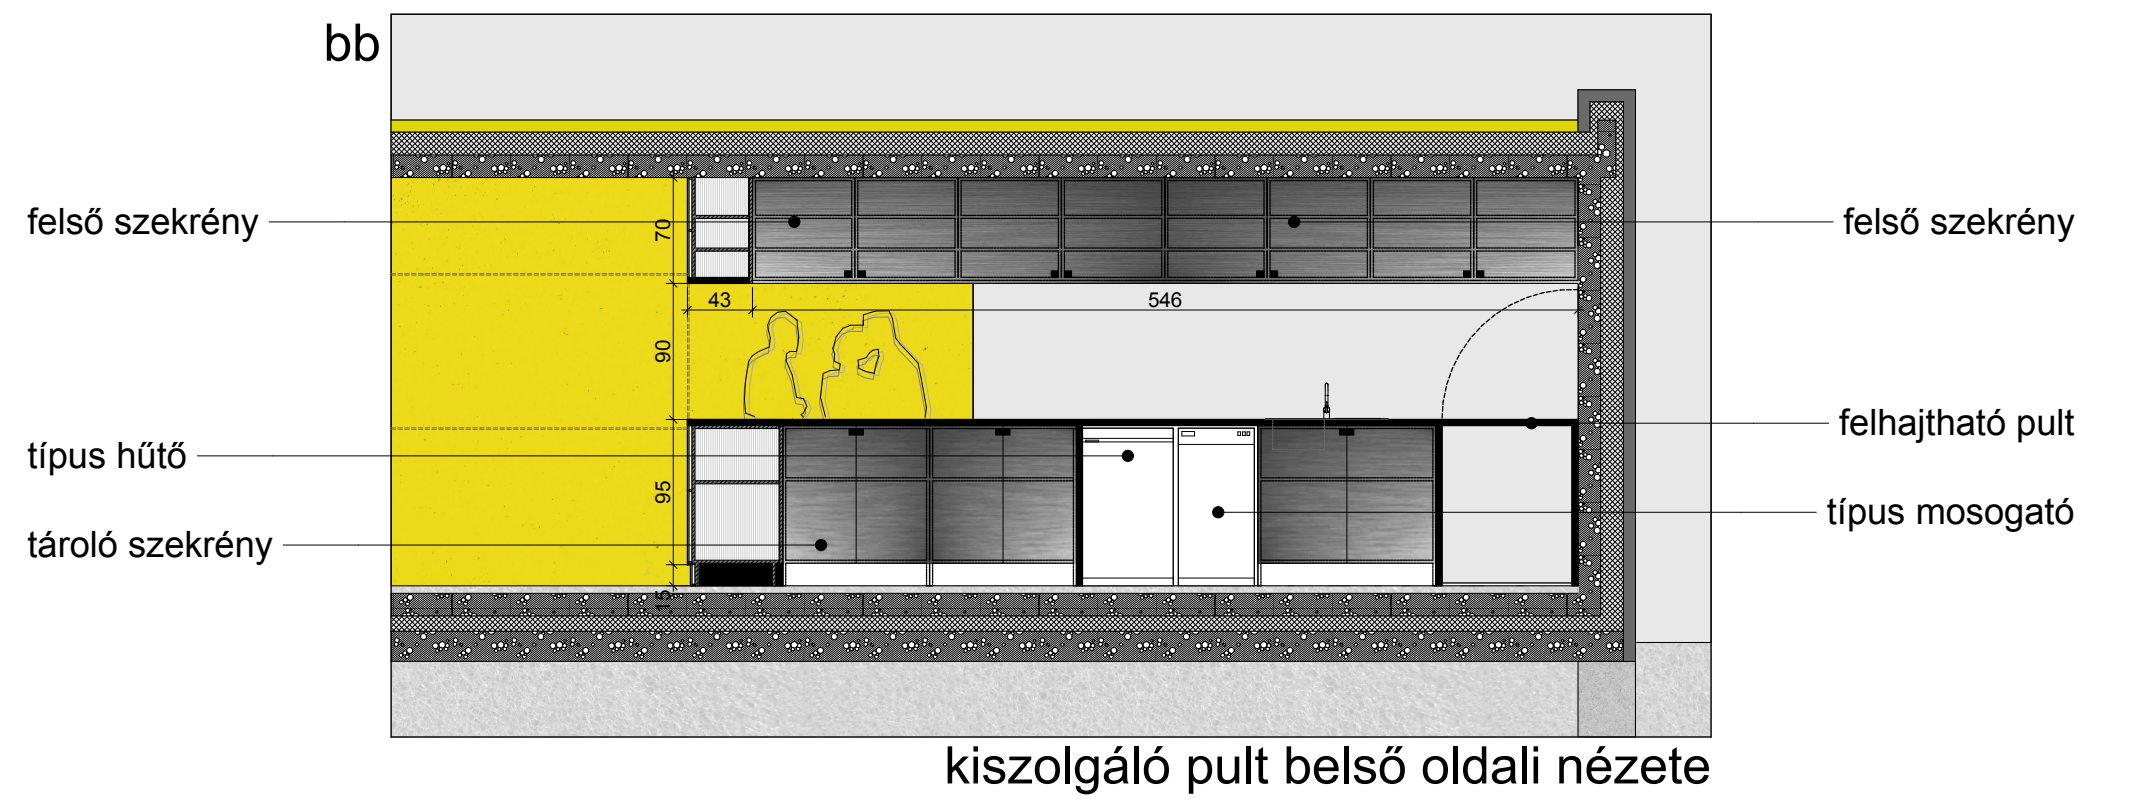 bb
felső szekrény
felső szekrény
70
43
546
90
felhajtható pult
típus hűtő
95
típus mosogató
tároló szekrény
15
kiszolgáló pult belső oldali nézete